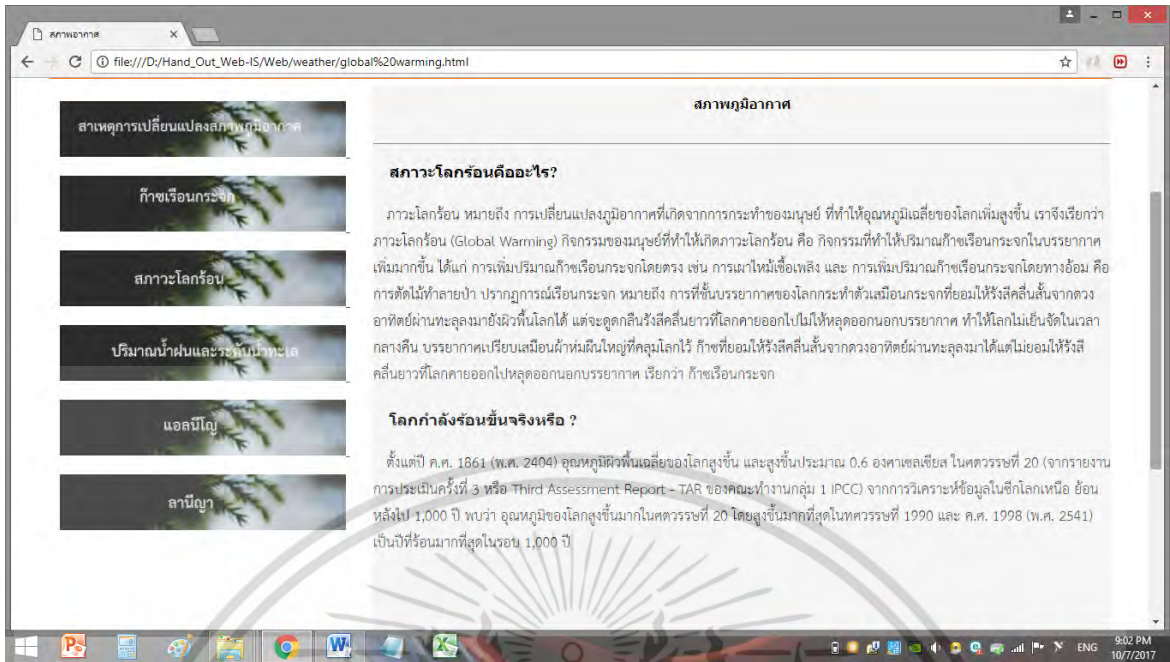 สภาพอากาศ
file:///D:/Hand_Out_Web-IS/Web/weather/global%20warming.html
สาเหตุการเปลี่ยนแปลงสภาพภูมิอากาศ
ก๊าซเรือนกระจก
สภาวะโลกร้อน
ปริมาณน้ำฝนและระดับน้ำทะเล
แอลนีโญ
ลานีญา
สภาพภูมิอากาศ
สภาวะโลกร้อนคืออะไร?
ภาวะโลกร้อน หมายถึง การเปลี่ยนแปลงภูมิอากาศที่เกิดจากการกระทำของมนุษย์ ที่ทำให้อุณหภูมิเฉลี่ยของโลกเพิ่มสูงขึ้น เราจึงเรียกว่า
ภาวะโลกร้อน (Global Warming) กิจกรรมของมนุษย์ที่ทำให้เกิดภาวะโลกร้อน คือ กิจกรรมที่ทำให้ปริมาณก๊าซเรือนกระจกในบรรยากาศ
เพิ่มมากขึ้น ได้แก่ การเพิ่มปริมาณก๊าซเรือนกระจกโดยตรง เช่น การเผาไหม้เชื้อเพลิง และ การเพิ่มปริมาณก๊าซเรือนกระจกโดยทางอ้อม คือ
การตัดไม้ทำลายป่า ปรากฏการณ์เรือนกระจก หมายถึง การที่ชั้นบรรยากาศของโลกกระทำตัวเสมือนกระจกที่ยอมให้รังสีคลื่นสั้นจากดวง
อาทิตย์ผ่านทะลุลงมายังผิวพื้นโลกได้ แต่จะดูดกลืนรังสีคลื่นยาวที่โลกคายออกไปไม่ให้หลุดออกนอกบรรยากาศ ทำให้โลกไม่เย็นจัดในเวลา
กลางคืน บรรยากาศเปรียบเสมือนผ้าห่มผืนใหญ่ที่คลุมโลกไว้ ก๊าซที่ยอมให้รังสีคลื่นสั้นจากดวงอาทิตย์ผ่านทะลุลงมาได้แต่ไม่ยอมให้รังสี
คลื่นยาวที่โลกคายออกไปหลุดออกนอกบรรยากาศ เรียกว่า ก๊าซเรือนกระจก
โลกกำลังร้อนขึ้นจริงหรือ ?
ตั้งแต่ปี ค.ศ. 1861 (พ.ศ. 2404) อุณหภูมิผิวพื้นเฉลี่ยของโลกสูงขึ้น และสูงขึ้นประมาณ 0.6 องศาเซลเซียส ในศตวรรษที่ 20 (จากรายงาน
การประเมินครั้งที่ 3 หรือ Third Assessment Report - TAR ของคณะทำงานกลุ่ม 1 IPCC) จากการวิเคราะห์ข้อมูลในซีกโลกเหนือ ย้อน
หลังไป 1,000 ปี พบว่า อุณหภูมิของโลกสูงขึ้นมากในศตวรรษที่ 20 โดยสูงขึ้นมากที่สุดในทศวรรษที่ 1990 และ ค.ศ. 1998 (พ.ศ. 2541)
เป็นปีที่ร้อนมากที่สุดในรอบ 1,000 ปี
ENG
9:02 PM
10/7/2017